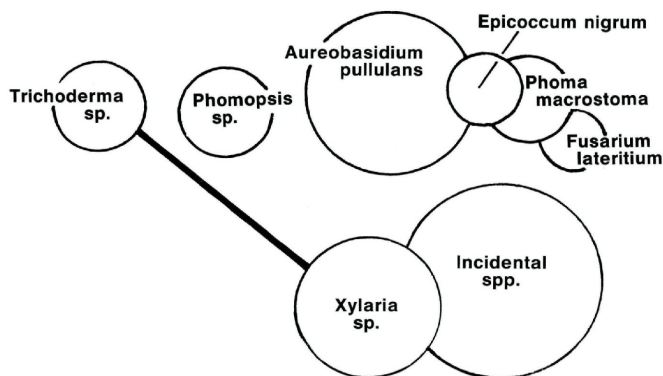 Epicoccum nigrum
Aureobasidium
pullulans
Trichoderma
sp.
Phomopsis
sp.
Phoma
macrostoma
Fusarium
lateritium
Incidental
spp.
Xylaria
sp.